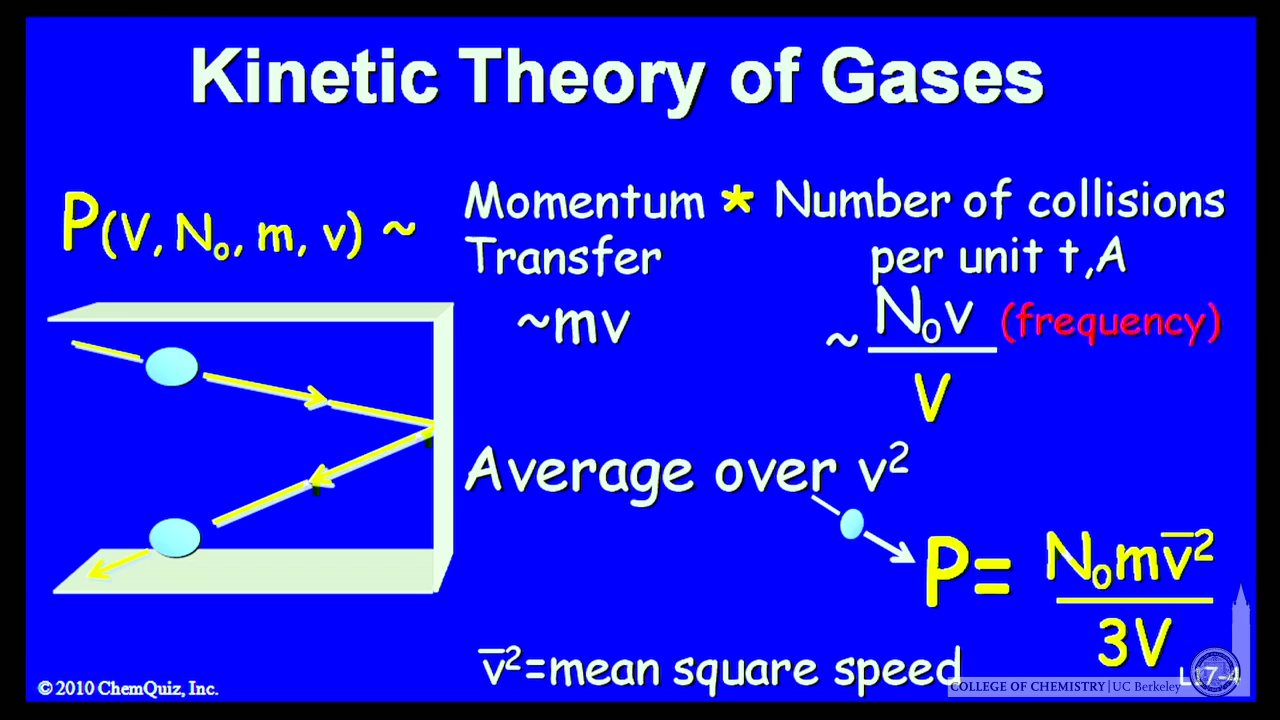 Kinetic Theory of Gases
P(V, N₀, m, v) ~
Momentum * Number of collisions
Transfer per unit t,A
~mv
~ N₀v (frequency)
V
Average over v²
P= N₀mv̅²
3V
v̅²=mean square speed
© 2010 ChemQuiz, Inc.
COLLEGE OF CHEMISTRY | UC Berkeley